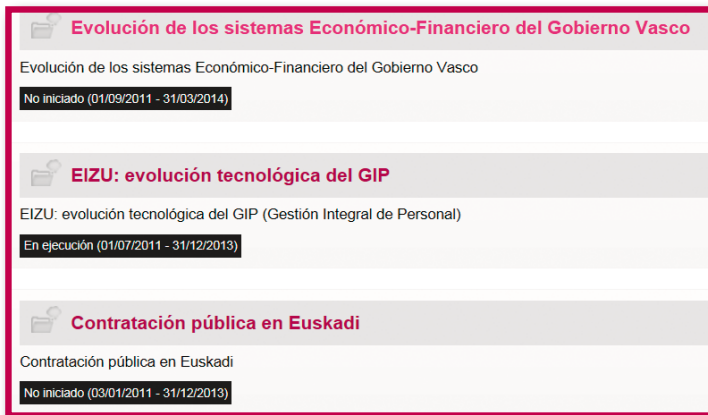 Evolución de los sistemas Económico-Financiero del Gobierno Vasco
Evolución de los sistemas Económico-Financiero del Gobierno Vasco
No iniciado (01/09/2011 - 31/03/2014)
EIZU: evolución tecnológica del GIP
EIZU: evolución tecnológica del GIP (Gestión Integral de Personal)
En ejecución (01/07/2011 - 31/12/2013)
Contratación pública en Euskadi
Contratación pública en Euskadi
No iniciado (03/01/2011 - 31/12/2013)